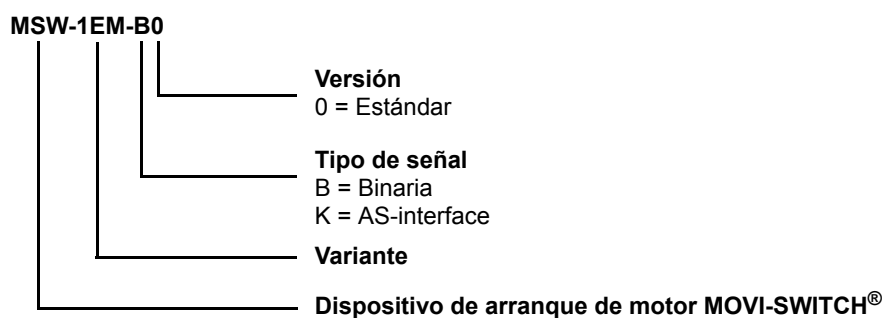 MSW-1EM-B0
Versión
0 = Estándar
Tipo de señal
B = Binaria
K = AS-interface
Variante
Dispositivo de arranque de motor MOVI-SWITCH®